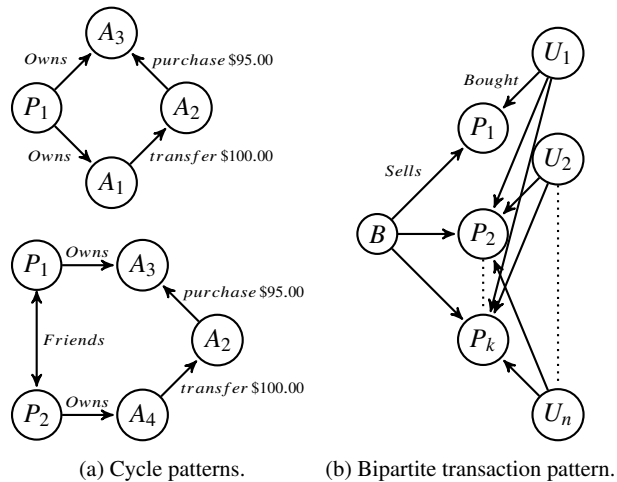 A3
Owns
purchase $95.00
P1
A2
Owns
transfer $100.00
A1
P1
Owns
A3
purchase $95.00
Friends
A2
transfer $100.00
P2
Owns
A4
(a) Cycle patterns.
U1
Bought
P1
U2
Sells
B
P2
Pk
Un
(b) Bipartite transaction pattern.